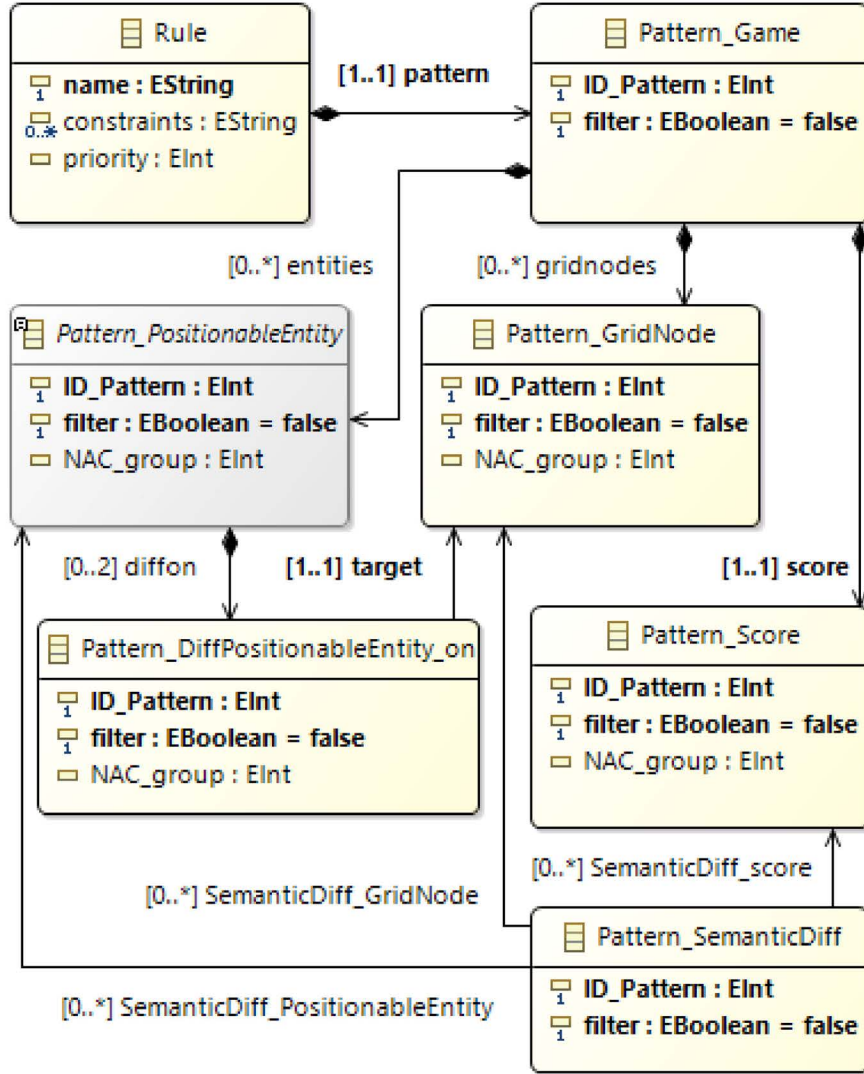 Rule
name : EString
constraints : EString
priority : EInt
[1..1] pattern
Pattern_Game
ID_Pattern : EInt
filter : EBoolean = false
[0..*] entities
[0..*] gridnodes
Pattern_PositionableEntity
ID_Pattern : EInt
filter : EBoolean = false
NAC_group : EInt
Pattern_GridNode
ID_Pattern : EInt
filter : EBoolean = false
NAC_group : EInt
[0..2] diffon
[1..1] target
[1..1] score
Pattern_DiffPositionableEntity_on
ID_Pattern : EInt
filter : EBoolean = false
NAC_group : EInt
Pattern_Score
ID_Pattern : EInt
filter : EBoolean = false
NAC_group : EInt
[0..*] SemanticDiff_GridNode
[0..*] SemanticDiff_score
Pattern_SemanticDiff
ID_Pattern : EInt
filter : EBoolean = false
[0..*] SemanticDiff_PositionableEntity